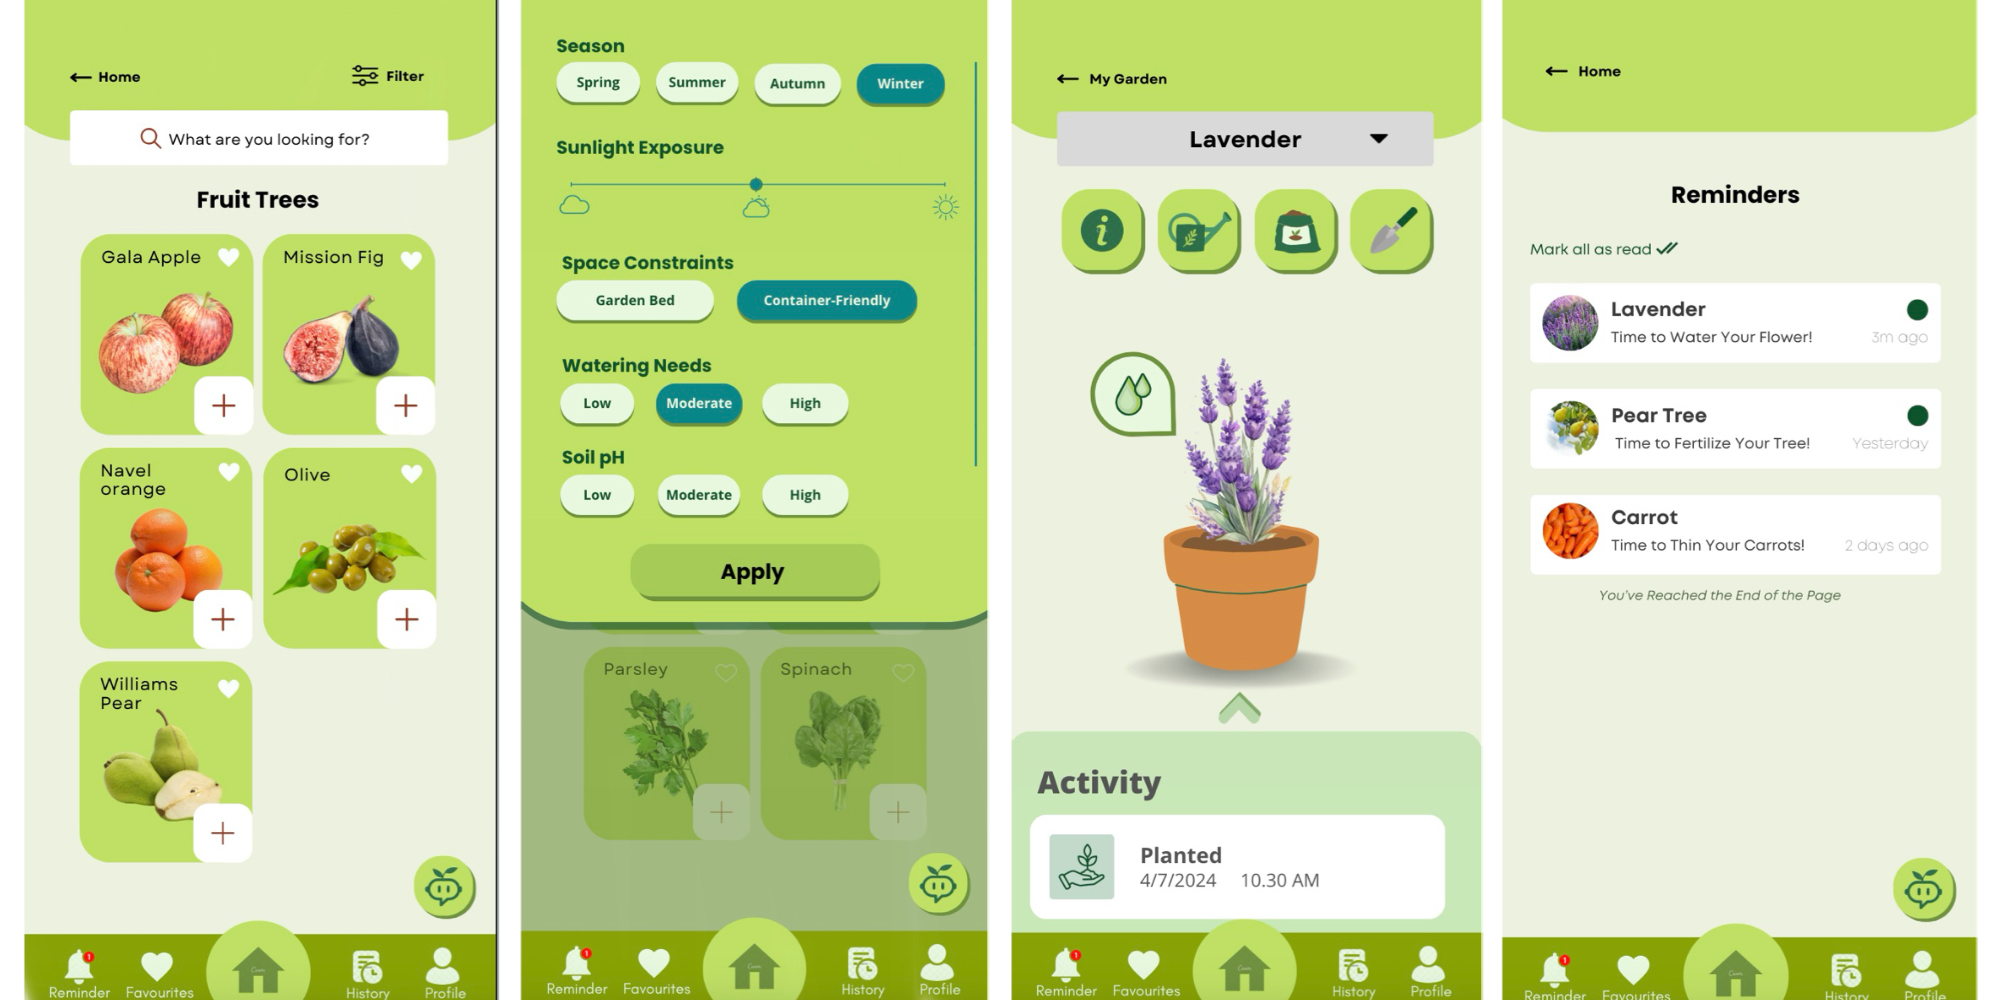 Home
Filter
What are you looking for?
Fruit Trees
Gala Apple
Mission Fig
Navel
orange
Olive
Williams
Pear
1
Reminder
Favourites
History
Profile
Season
Spring
Summer
Autumn
Winter
Sunlight Exposure
Space Constraints
Garden Bed
Container-Friendly
Watering Needs
Low
Moderate
High
Soil pH
Low
Moderate
High
Apply
Parsley
Spinach
1
Reminder
Favourites
History
Profile
My Garden
Lavender
i
Activity
Planted
4/7/2024 10.30 AM
1
Reminder
Favourites
History
Profile
Home
Reminders
Mark all as read
Lavender
Time to Water Your Flower!
3m ago
Pear Tree
Time to Fertilize Your Tree!
Yesterday
Carrot
Time to Thin Your Carrots!
2 days ago
You've Reached the End of the Page
1
Reminder
Favourites
History
Profile